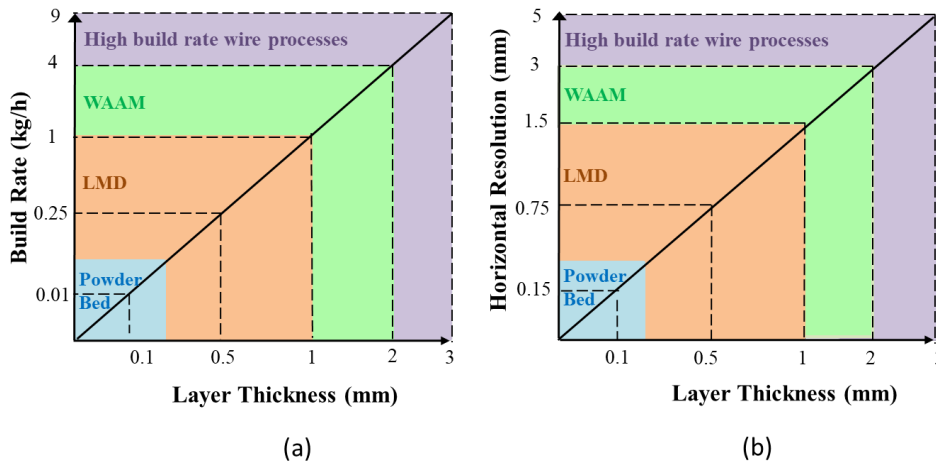 9
High build rate wire processes
4
WAAM
1
LMD
0.25
Powder
Bed
0.01
Build Rate (kg/h)
0.1 0.5 1 2 3
Layer Thickness (mm)
(a)
5
High build rate wire processes
3
WAAM
1.5
LMD
0.75
Powder
Bed
0.15
Horizontal Resolution (mm)
0.1 0.5 1 2
Layer Thickness (mm)
(b)